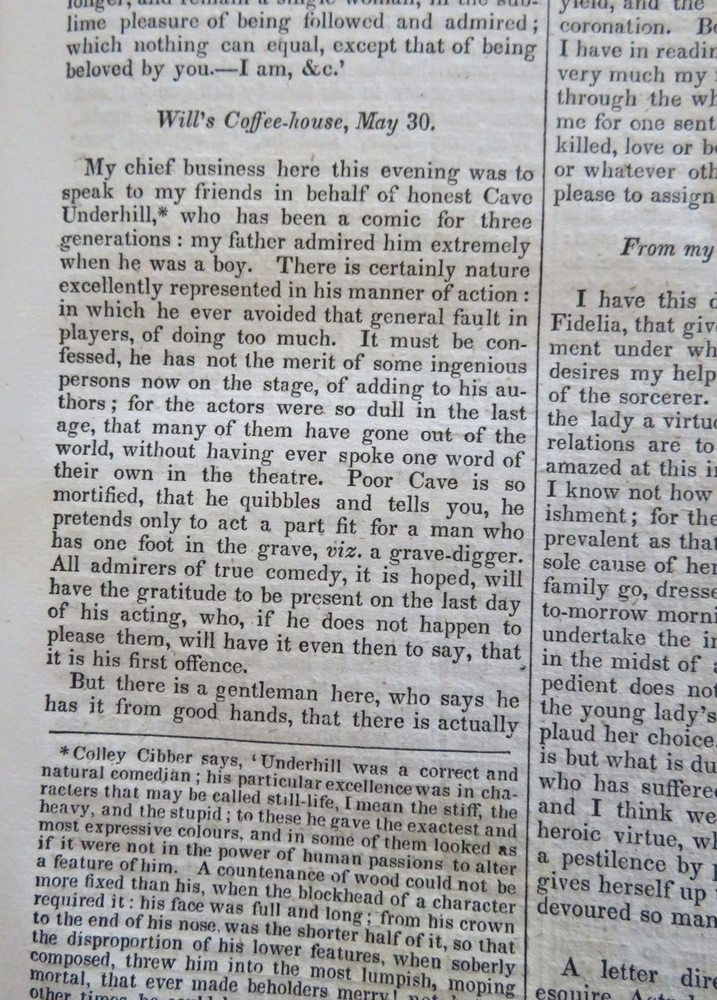 longer, and remain a single woman, in the sub-
lime pleasure of being followed and admired;
which nothing can equal, except that of being
beloved by you.—I am, &c.'
Will's Coffee-house, May 30.
My chief business here this evening was to
speak to my friends in behalf of honest Cave
Underhill,* who has been a comic for three
generations: my father admired him extremely
when he was a boy. There is certainly nature
excellently represented in his manner of action:
in which he ever avoided that general fault in
players, of doing too much. It must be con-
fessed, he has not the merit of some ingenious
persons now on the stage, of adding to his au-
thors; for the actors were so dull in the last
age, that many of them have gone out of the
world, without having ever spoke one word of
their own in the theatre. Poor Cave is so
mortified, that he quibbles and tells you, he
pretends only to act a part fit for a man who
has one foot in the grave, viz. a grave-digger.
All admirers of true comedy, it is hoped, will
have the gratitude to be present on the last day
of his acting, who, if he does not happen to
please them, will have it even then to say, that
it is his first offence.
But there is a gentleman here, who says he
has it from good hands, that there is actually
*Colley Cibber says, 'Underhill was a correct and
natural comedian; his particular excellence was in cha-
racters that may be called still-life, I mean the stiff, the
heavy, and the stupid; to these he gave the exactest and
most expressive colours, and in some of them looked as
if it were not in the power of human passions to alter
a feature of him. A countenance of wood could not be
more fixed than his, when the blockhead of a character
required it: his face was full and long; from his crown
to the end of his nose, was the shorter half of it, so that
the disproportion of his lower features, when soberly
composed, threw him into the most lumpish, moping
mortal, that ever made beholders merry! not
other times he could be
yield, and the
coronation.
I have in readin
very much my
through the wh
me for one sent
killed, love or b
or whatever oth
please to assign
From my
I have this d
Fidelia, that giv
ment under wh
desires my help
of the sorcerer.
the lady a virtu
relations are to
amazed at this i
I know not how
ishment; for the
prevalent as that
sole cause of her
family go, dresse
to-morrow morni
undertake the in
in the midst of a
pedient does not
the young lady's
plaud her choice,
is but what is du
who has suffere
and I think we
heroic virtue, wh
a pestilence by p
gives herself up
devoured so man
A letter dire
esquire